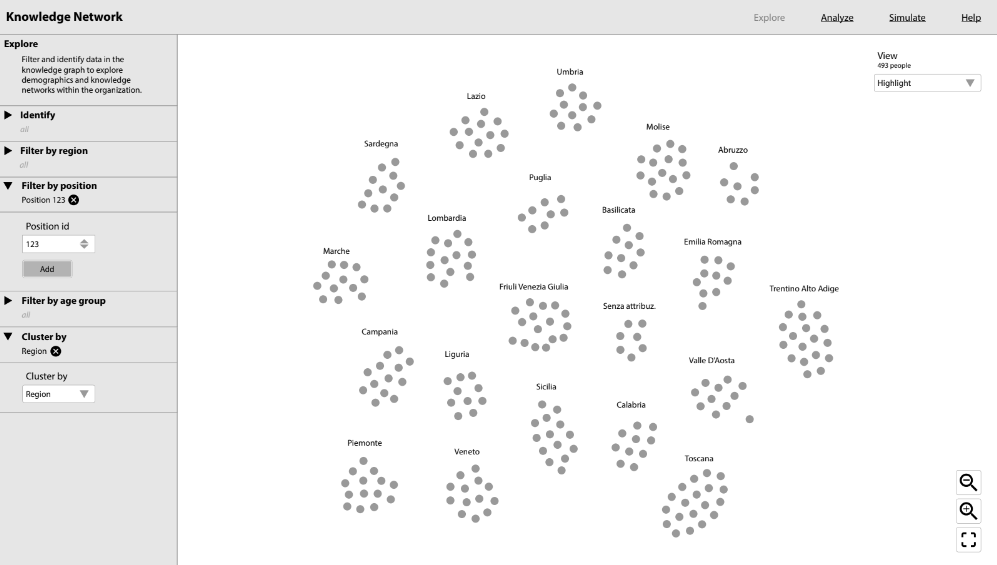 Knowledge Network
Explore
Analyze
Simulate
Help
Explore
Filter and identify data in the
knowledge graph to explore
demographics and knowledge
networks within the organization.
Identify
all
Filter by region
all
Filter by position
Position 123
Position id
123
Add
Filter by age group
all
Cluster by
Region
Cluster by
Region
View
493 people
Highlight
Umbria
Lazio
Molise
Sardegna
Abruzzo
Puglia
Basilicata
Lombardia
Emilia Romagna
Marche
Friuli Venezia Giulia
Trentino Alto Adige
Senza attribuz.
Campania
Liguria
Valle D'Aosta
Sicilia
Calabria
Piemonte
Veneto
Toscana